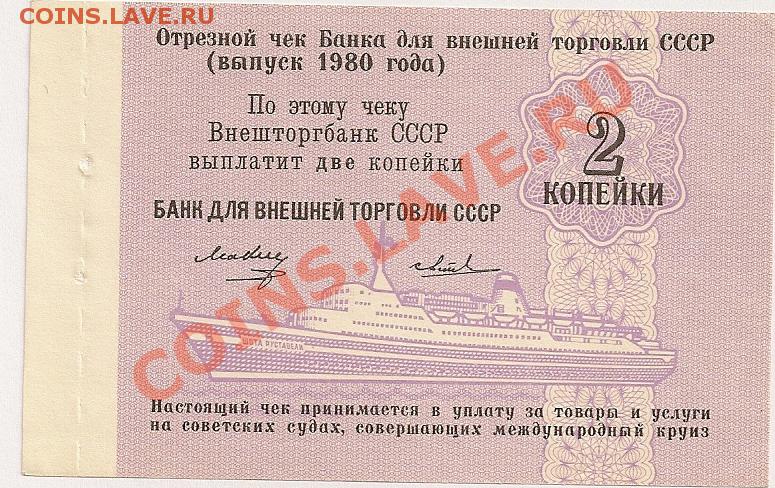 COINS.LAVE.RU
Отрезной чек Банка для внешней торговли СССР
(выпуск 1980 года)
По этому чеку
Внешторгбанк СССР
выплатит две копейки
2
КОПЕЙКИ
БАНК ДЛЯ ВНЕШНЕЙ ТОРГОВЛИ СССР
COINS.LAVE.RU
ШОТА РУСТАВЕЛИ
Настоящий чек принимается в уплату за товары и услуги
на советских судах, совершающих международный круиз